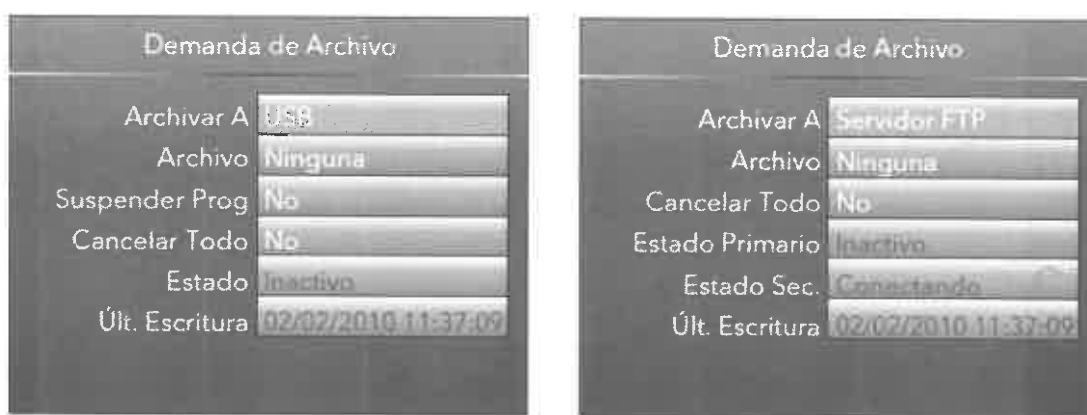 Demanda de Archivo
Archivar A USB
Archivo Ninguna
Suspender Prog No
Cancelar Todo No
Estado Inactivo
Últ. Escritura 02/02/2010 11:37:09
Demanda de Archivo
Archivar A Servidor FTP
Archivo Ninguna
Cancelar Todo No
Estado Primario Inactivo
Estado Sec. Conectando
Últ. Escritura 02/02/2010 11:37:09